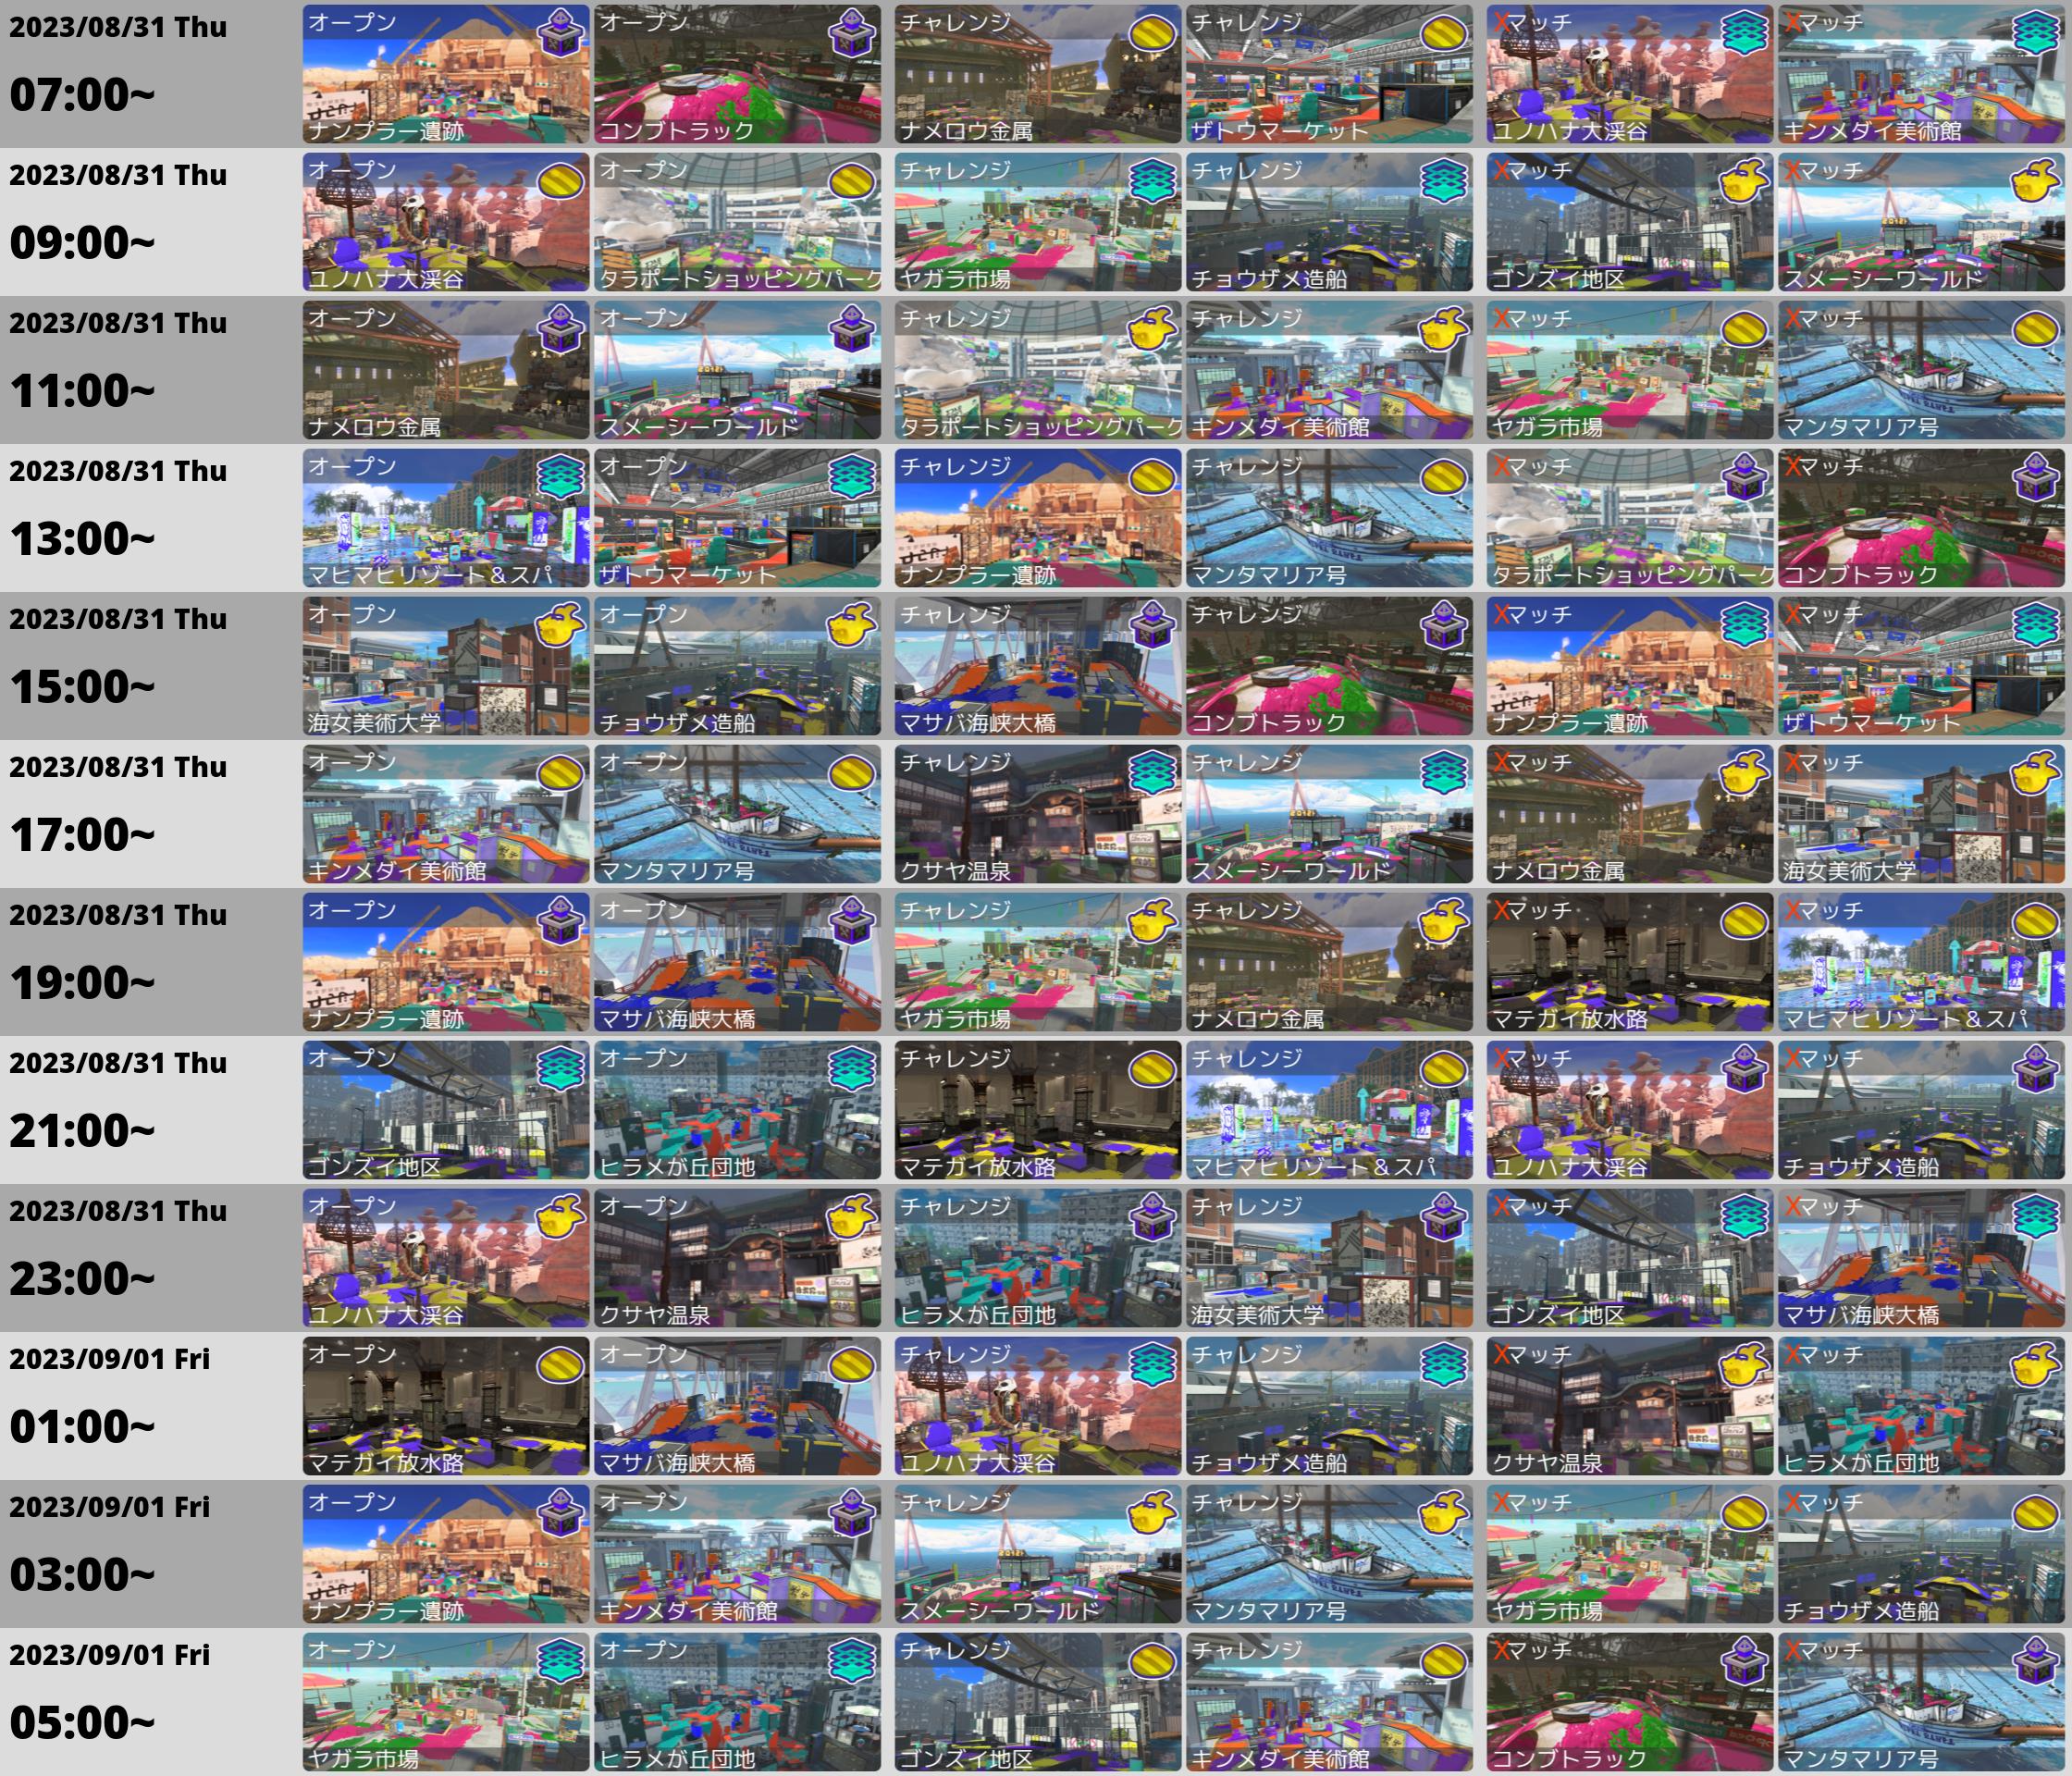 2023/08/31 Thu
07:00~
オープン オープン チャレンジ チャレンジ Xマッチ Xマッチ
ナンプラー遺跡 コンブトラック ナメロウ金属 ザトウマーケット ユノハナ大渓谷 キンメダイ美術館
2023/08/31 Thu
09:00~
オープン オープン チャレンジ チャレンジ Xマッチ Xマッチ
ユノハナ大渓谷 タラポートショッピングパーク ヤガラ市場 チョウザメ造船 ゴンズイ地区 スメーシーワールド
2023/08/31 Thu
11:00~
オープン オープン チャレンジ チャレンジ Xマッチ Xマッチ
ナメロウ金属 スメーシーワールド タラポートショッピングパーク キンメダイ美術館 ヤガラ市場 マンタマリア号
2023/08/31 Thu
13:00~
オープン オープン チャレンジ チャレンジ Xマッチ Xマッチ
マヒマヒリゾート&スパ ザトウマーケット ナンプラー遺跡 マンタマリア号 タラポートショッピングパーク コンブトラック
2023/08/31 Thu
15:00~
オープン オープン チャレンジ チャレンジ Xマッチ Xマッチ
海女美術大学 チョウザメ造船 マサバ海峡大橋 コンブトラック ナンプラー遺跡 ザトウマーケット
2023/08/31 Thu
17:00~
オープン オープン チャレンジ チャレンジ Xマッチ Xマッチ
キンメダイ美術館 マンタマリア号 クサヤ温泉 スメーシーワールド ナメロウ金属 海女美術大学
2023/08/31 Thu
19:00~
オープン オープン チャレンジ チャレンジ Xマッチ Xマッチ
ナンプラー遺跡 マサバ海峡大橋 ヤガラ市場 ナメロウ金属 マテガイ放水路 マヒマヒリゾート&スパ
2023/08/31 Thu
21:00~
オープン オープン チャレンジ チャレンジ Xマッチ Xマッチ
ゴンズイ地区 ヒラメが丘団地 マテガイ放水路 マヒマヒリゾート&スパ ユノハナ大渓谷 チョウザメ造船
2023/08/31 Thu
23:00~
オープン オープン チャレンジ チャレンジ Xマッチ Xマッチ
ユノハナ大渓谷 クサヤ温泉 ヒラメが丘団地 海女美術大学 ゴンズイ地区 マサバ海峡大橋
2023/09/01 Fri
01:00~
オープン オープン チャレンジ チャレンジ Xマッチ Xマッチ
マテガイ放水路 マサバ海峡大橋 ユノハナ大渓谷 チョウザメ造船 クサヤ温泉 ヒラメが丘団地
2023/09/01 Fri
03:00~
オープン オープン チャレンジ チャレンジ Xマッチ Xマッチ
ナンプラー遺跡 キンメダイ美術館 スメーシーワールド マンタマリア号 ヤガラ市場 チョウザメ造船
2023/09/01 Fri
05:00~
オープン オープン チャレンジ チャレンジ Xマッチ Xマッチ
ヤガラ市場 ヒラメが丘団地 ゴンズイ地区 キンメダイ美術館 コンブトラック マンタマリア号